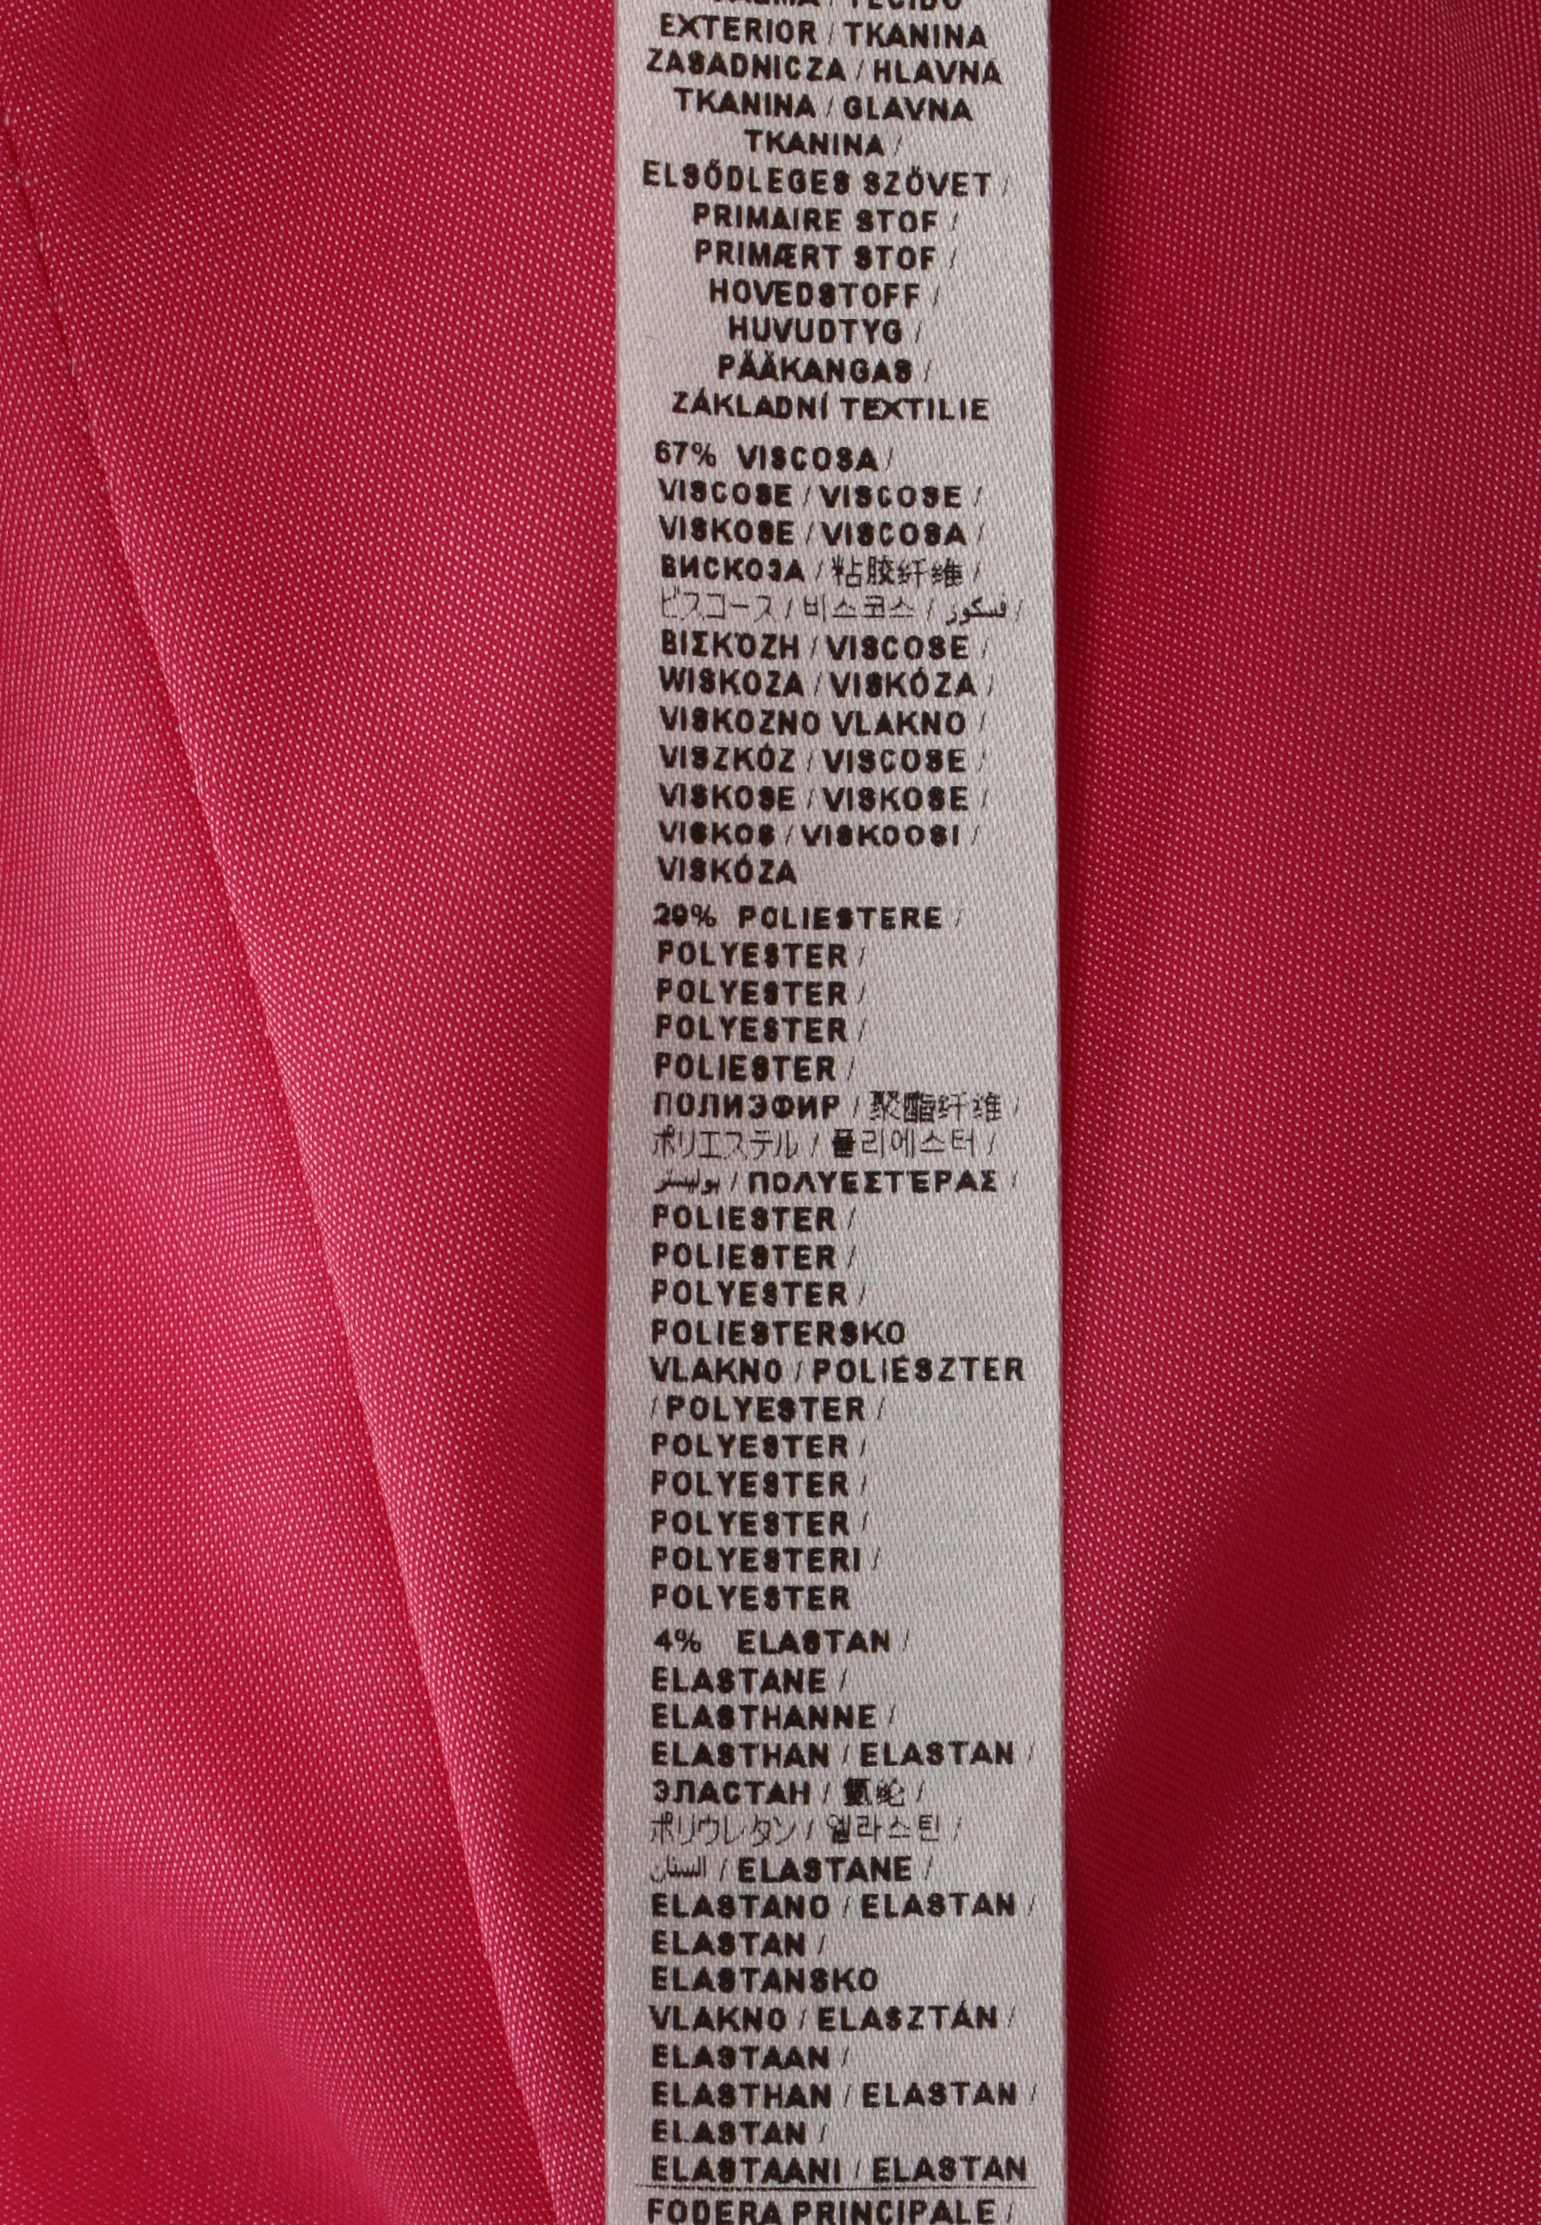 TECIDO
EXTERIOR / TKANINA
ZASADNICZA / HLAVNÁ
TKANINA / GLAVNA
TKANINA /
ELSŐDLEGES SZÖVET /
PRIMAIRE STOF /
PRIMÆRT STOF /
HOVEDSTOFF /
HUVUDTYG /
PÄÄKANGAS /
ZÁKLADNÍ TEXTILIE
67% VISCOSA /
VISCOSE / VISCOSE /
VISKOSE / VISCOSA /
ВИСКОЗА / 粘胶纤维 /
ビスコース / 비스코스 / فسكوز /
ΒΙΣΚΌΖΗ / VISCOSE /
WISKOZA / VISKÓZA /
VISKOZNO VLAKNO /
VISZKÓZ / VISCOSE /
VISKOSE / VISKOSE /
VISKOS / VISKOOSI /
VISKÓZA
29% POLIESTERE /
POLYESTER /
POLYESTER /
POLYESTER /
POLIESTER /
ПОЛИЭФИР / 聚酯纤维 /
ポリエステル / 폴리에스터 /
بوليستر / ΠΟΛΥΕΣΤΈΡΑΣ /
POLIESTER /
POLIESTER /
POLYESTER /
POLIESTERSKO
VLAKNO / POLIÉSZTER
/ POLYESTER /
POLYESTER /
POLYESTER /
POLYESTER /
POLYESTERI /
POLYESTER
4% ELASTAN /
ELASTANE /
ELASTHANNE /
ELASTHAN / ELASTAN /
ЭЛАСТАН / 氨纶 /
ポリウレタン / 엘라스틴 /
السنان / ELASTANE /
ELASTANO / ELASTAN /
ELASTAN /
ELASTANSKO
VLAKNO / ELASZTÁN /
ELASTAAN /
ELASTHAN / ELASTAN /
ELASTAN /
ELASTAANI / ELASTAN
FODERA PRINCIPALE /